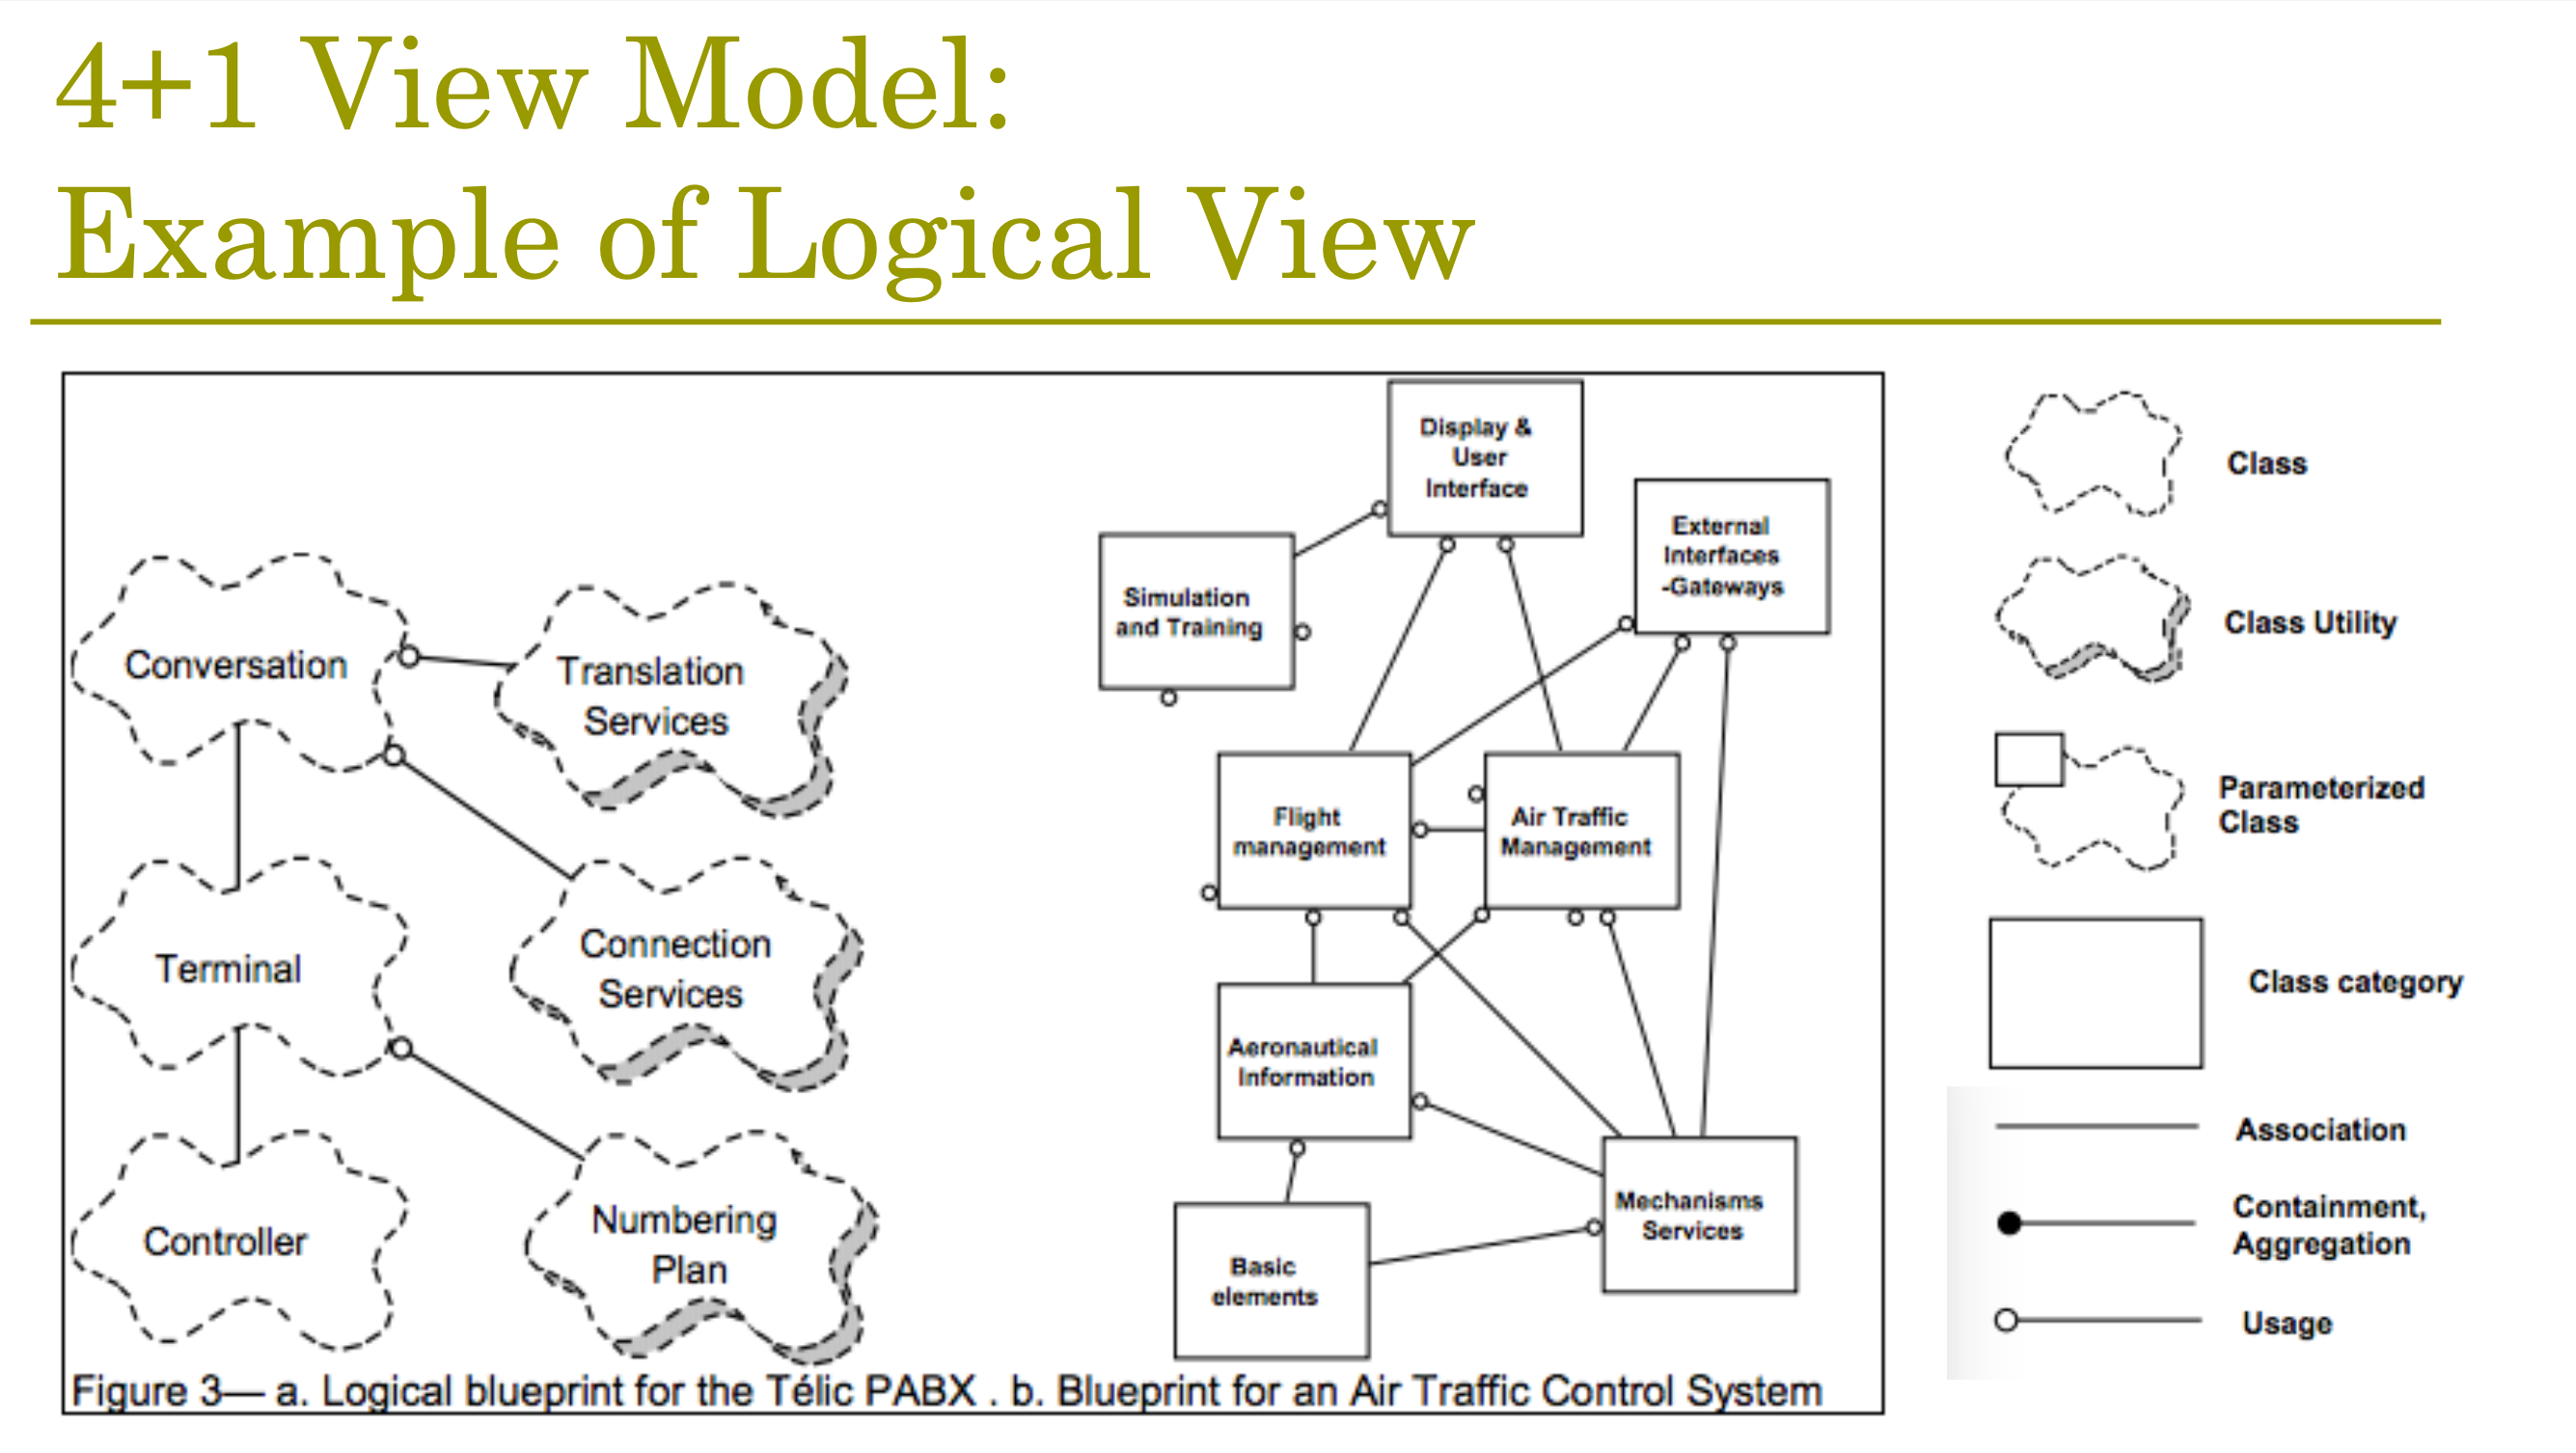 4+1 View Model:
Example of Logical View
Conversation
Translation
Services
Terminal
Connection
Services
Controller
Numbering
Plan
Display &
User
Interface
External
Interfaces
-Gateways
Simulation
and Training
Flight
management
Air Traffic
Management
Aeronautical
Information
Mechanisms
Services
Basic
elements
Figure 3— a. Logical blueprint for the Télic PABX . b. Blueprint for an Air Traffic Control System
Class
Class Utility
Parameterized
Class
Class category
Association
Containment,
Aggregation
Usage